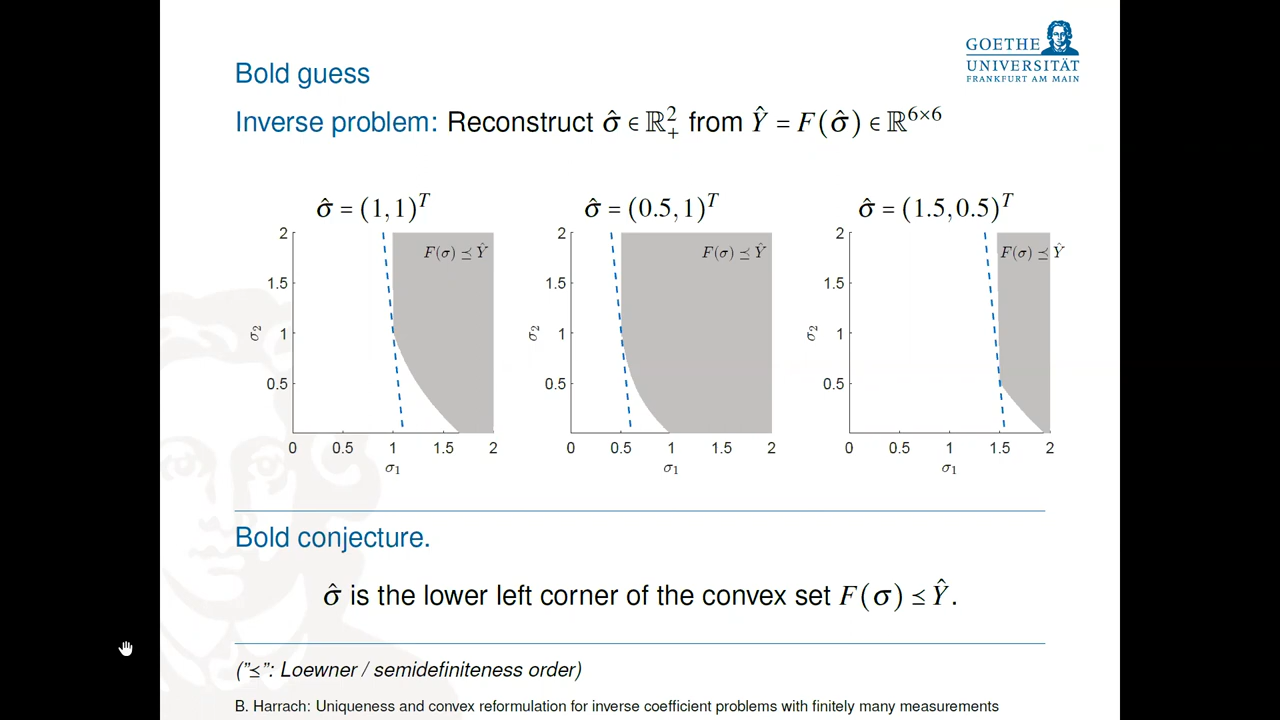 GOETHE
UNIVERSITÄT
FRANKFURT AM MAIN
Bold guess
Inverse problem: Reconstruct σ̂ ∈ ℝ²₊ from Ŷ = F(σ̂) ∈ ℝ⁶ˣ⁶
σ̂ = (1,1)ᵀ
2
1.5
1
0.5
σ₂
F(σ) ⪯ Ŷ
0 0.5 1 1.5 2
σ₁
σ̂ = (0.5,1)ᵀ
2
1.5
1
0.5
σ₂
F(σ) ⪯ Ŷ
0 0.5 1 1.5 2
σ₁
σ̂ = (1.5,0.5)ᵀ
2
1.5
1
0.5
σ₂
F(σ) ⪯ Ŷ
0 0.5 1 1.5 2
σ₁
Bold conjecture.
σ̂ is the lower left corner of the convex set F(σ) ⪯ Ŷ.
("⪯": Loewner / semidefiniteness order)
B. Harrach: Uniqueness and convex reformulation for inverse coefficient problems with finitely many measurements